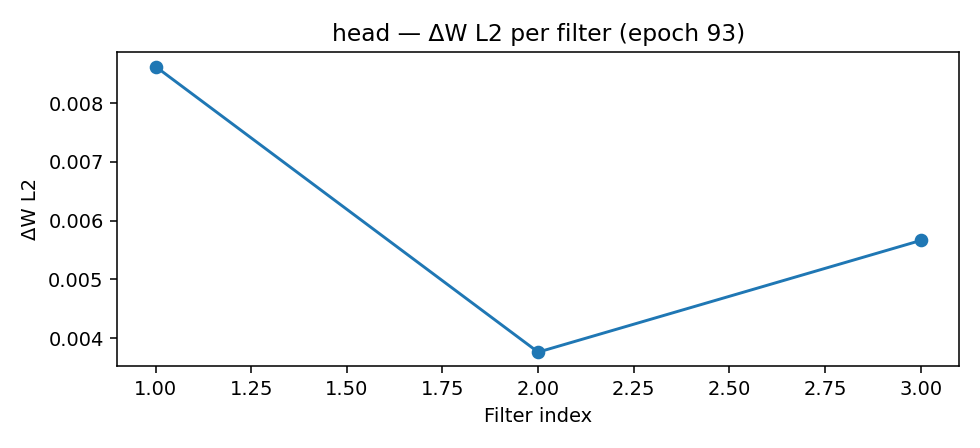 head — ΔW L2 per filter (epoch 93)
ΔW L2
0.008
0.007
0.006
0.005
0.004
1.00 1.25 1.50 1.75 2.00 2.25 2.50 2.75 3.00
Filter index